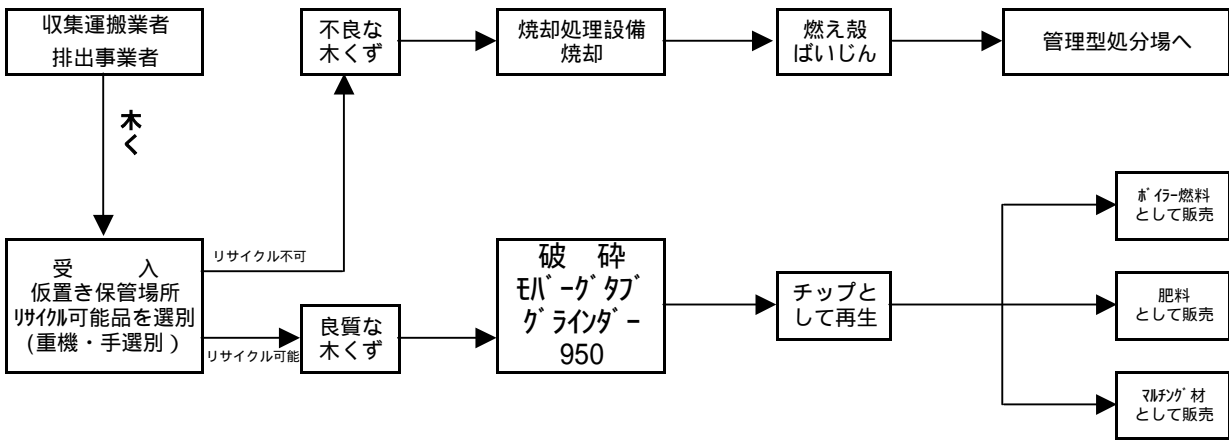 収集運搬業者
排出事業者
不良な
木くず
焼却処理設備
焼却
燃え殻
ばいじん
管理型処分場へ
木く
受　　入
仮置き保管場所
ﾘｻｲｸﾙ可能品を選別
(重機・手選別)
リサイクル不可
リサイクル可能
良質な
木くず
破　砕
ﾓﾊﾞｰｸﾞﾀﾌﾞ
ｸﾞﾗｲﾝﾀﾞｰ
950
チップと
して再生
ﾎﾞｲﾗｰ燃料
として販売
肥料
として販売
ﾏﾙﾁﾝｸﾞ材
として販売